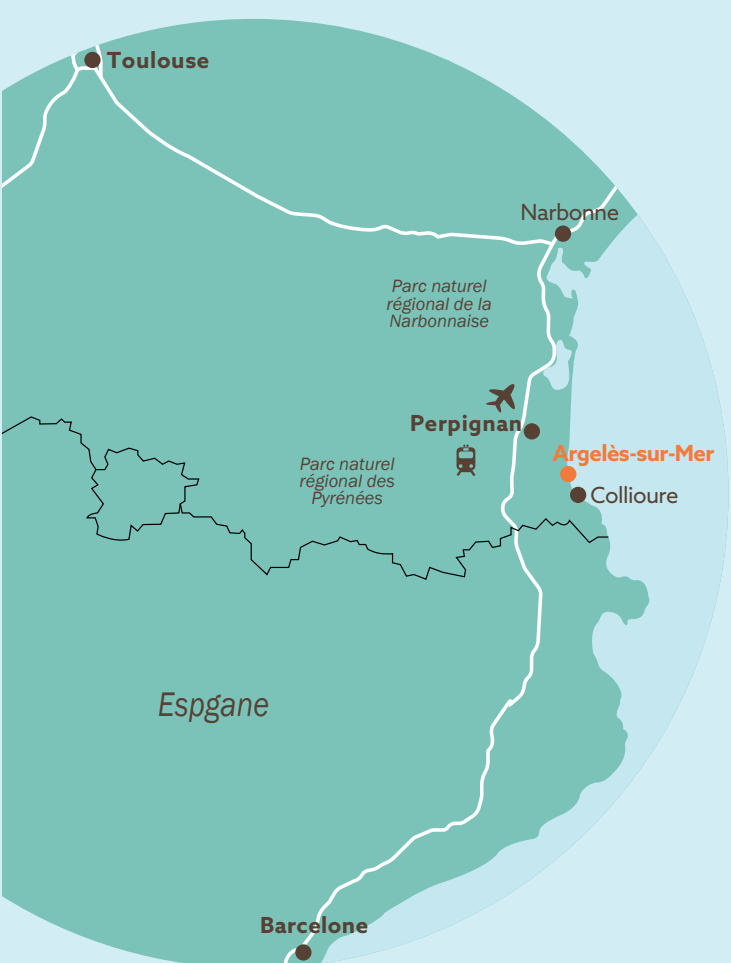 Toulouse
Narbonne
Parc naturel
régional de la
Narbonnaise
Perpignan
Argelès-sur-Mer
Parc naturel
régional des
Pyrénées
Collioure
Espgane
Barcelone